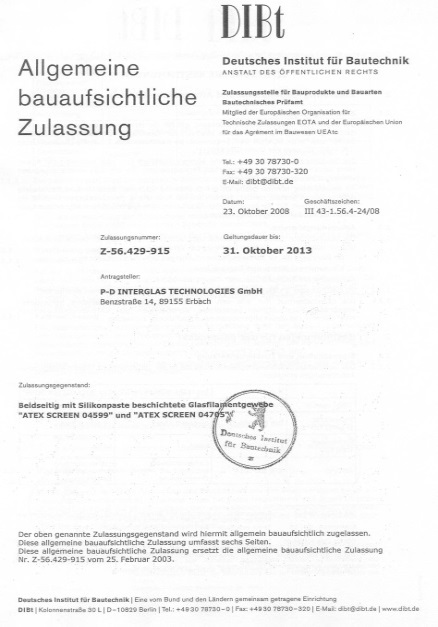 DIBt
Allgemeine
bauaufsichtliche
Zulassung
Deutsches Institut für Bautechnik
ANSTALT DES ÖFFENTLICHEN RECHTS
Zulassungsstelle für Bauprodukte und Bauarten
Bautechnisches Prüfamt
Mitglied der Europäischen Organisation für
Technische Zulassungen EOTA und der Europäischen Union
für das Agrément im Bauwesen UEAtc
Tel.: +49 30 78730-0
Fax: +49 30 78730-320
E-Mail: dibt@dibt.de
Datum: Geschäftszeichen:
23. Oktober 2008 III 43-1.56.4-24/08
Zulassungsnummer: Geltungsdauer bis:
Z-56.429-915 31. Oktober 2013
Antragsteller:
P-D INTERGLAS TECHNOLOGIES GmbH
Benzstraße 14, 89155 Erbach
Zulassungsgegenstand:
Beidseitig mit Silikonpaste beschichtete Glasfilamentgewebe
"ATEX SCREEN 04599" und "ATEX SCREEN 04705"
Deutsches Institut
für Bautechnik
Der oben genannte Zulassungsgegenstand wird hiermit allgemein bauaufsichtlich zugelassen.
Diese allgemeine bauaufsichtliche Zulassung umfasst sechs Seiten.
Diese allgemeine bauaufsichtliche Zulassung ersetzt die allgemeine bauaufsichtliche Zulassung
Nr. Z-56.429-915 vom 25. Februar 2003.
Deutsches Institut für Bautechnik | Eine vom Bund und den Ländern gemeinsam getragene Einrichtung
DIBt | Kolonnenstraße 30 L | D-10829 Berlin | Tel.: +49 30 78730-0 | Fax: +49 30 78730-320 | E-Mail: dibt@dibt.de | www.dibt.de